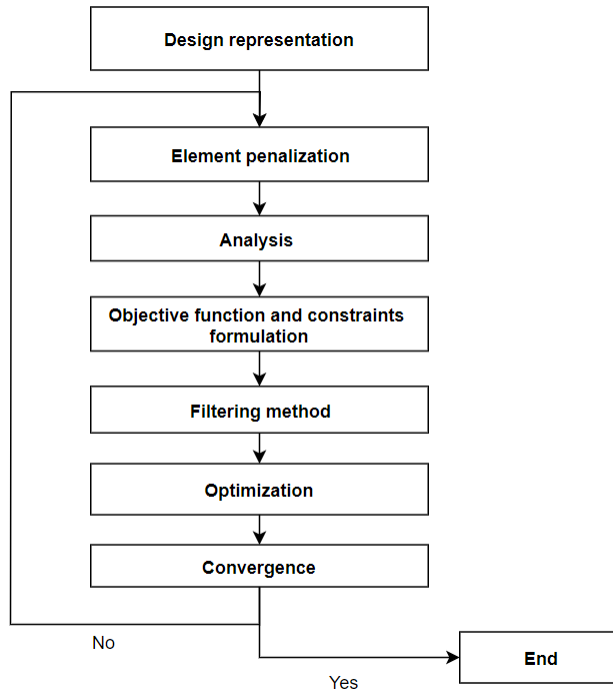 Design representation
Element penalization
Analysis
Objective function and constraints
formulation
Filtering method
Optimization
Convergence
No
End
Yes